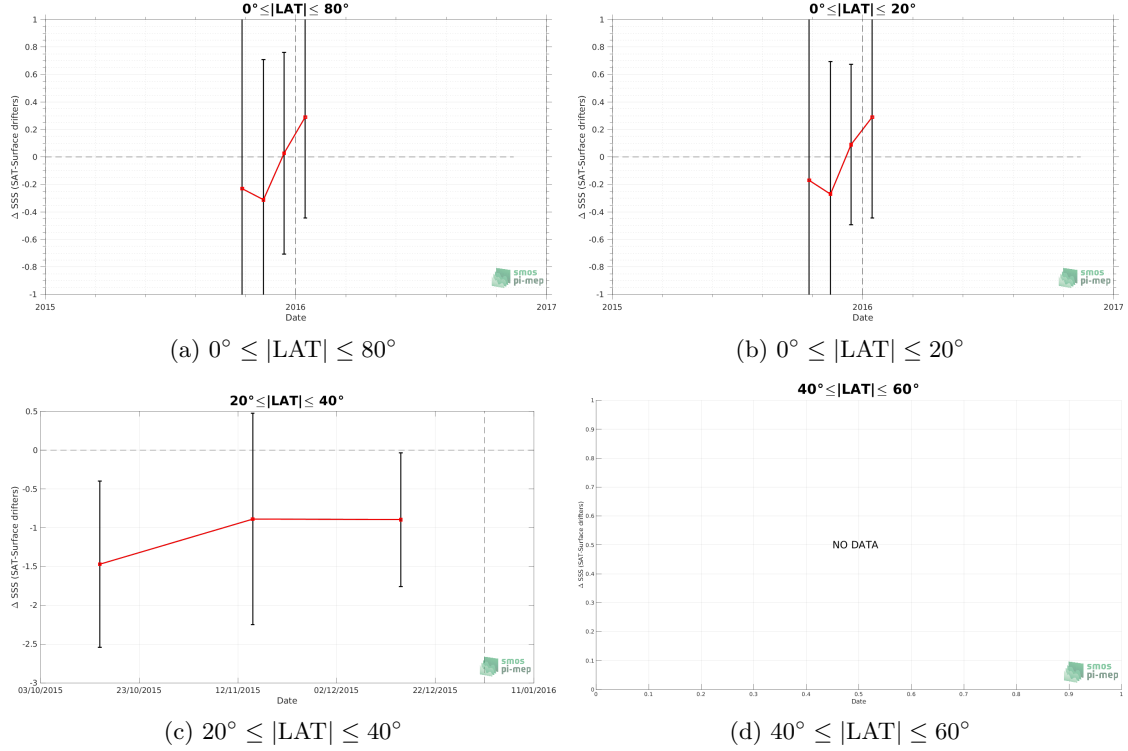 0°≤|LAT|≤ 80°
1
0.8
0.6
0.4
0.2
0
-0.2
-0.4
-0.6
-0.8
-1
Δ SSS (SAT-Surface drifters)
2015
2016
2017
Date
smos
pi-mep
(a) 0° ≤ |LAT| ≤ 80°
0°≤|LAT|≤ 20°
1
0.8
0.6
0.4
0.2
0
-0.2
-0.4
-0.6
-0.8
-1
Δ SSS (SAT-Surface drifters)
2015
2016
2017
Date
smos
pi-mep
(b) 0° ≤ |LAT| ≤ 20°
20°≤|LAT|≤ 40°
0.5
0
-0.5
-1
-1.5
-2
-2.5
-3
Δ SSS (SAT-Surface drifters)
03/10/2015
23/10/2015
12/11/2015
02/12/2015
22/12/2015
11/01/2016
Date
smos
pi-mep
(c) 20° ≤ |LAT| ≤ 40°
40°≤|LAT|≤ 60°
1
0.9
0.8
0.7
0.6
0.5
0.4
0.3
0.2
0.1
0
Δ SSS (SAT-Surface drifters)
NO DATA
0
0.1
0.2
0.3
0.4
0.5
0.6
0.7
0.8
0.9
1
Date
smos
pi-mep
(d) 40° ≤ |LAT| ≤ 60°